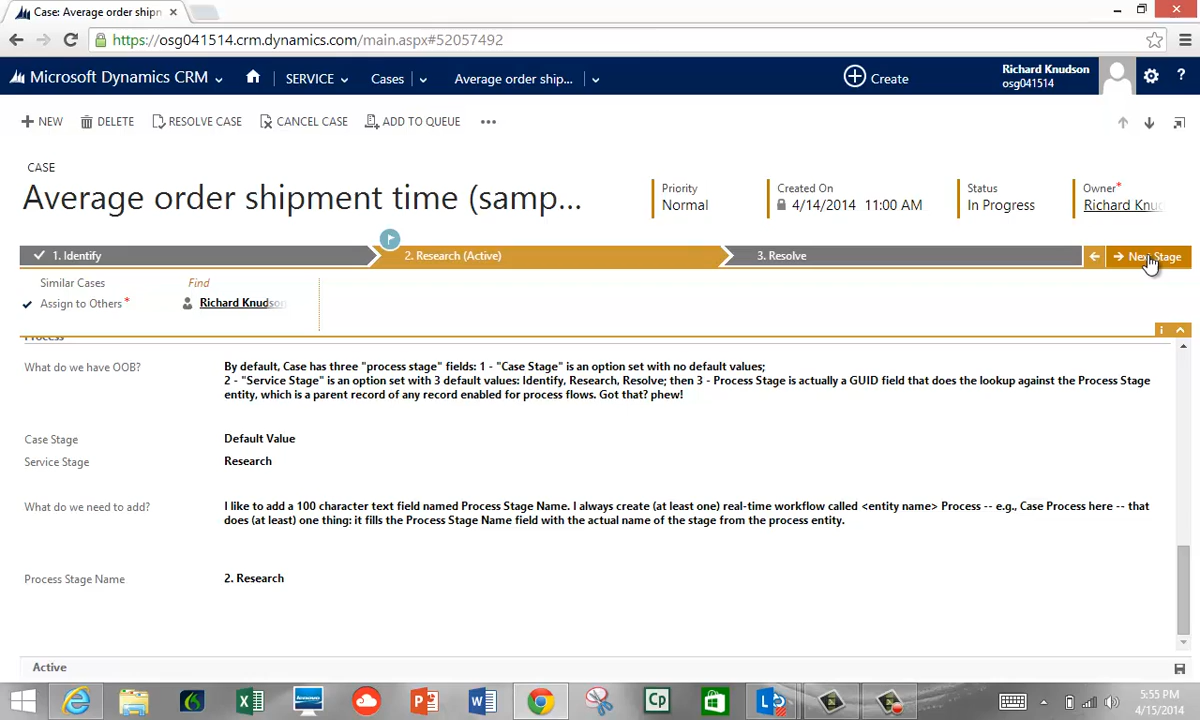 Case: Average order shipm
https://osg041514.crm.dynamics.com/main.aspx#52057492
Microsoft Dynamics CRM
SERVICE
Cases
Average order ship...
Create
Richard Knudson
osg041514
?
NEW
DELETE
RESOLVE CASE
CANCEL CASE
ADD TO QUEUE
CASE
Average order shipment time (samp...
Priority
Normal
Created On
4/14/2014 11:00 AM
Status
In Progress
Owner*
Richard Knu
1. Identify
2. Research (Active)
3. Resolve
Next Stage
Similar Cases
Find
Assign to Others *
Richard Knudson
i
Process
What do we have OOB?
By default, Case has three "process stage" fields: 1 - "Case Stage" is an option set with no default values;
2 - "Service Stage" is an option set with 3 default values: Identify, Research, Resolve; then 3 - Process Stage is actually a GUID field that does the lookup against the Process Stage
entity, which is a parent record of any record enabled for process flows. Got that? phew!
Case Stage
Default Value
Service Stage
Research
What do we need to add?
I like to add a 100 character text field named Process Stage Name. I always create (at least one) real-time workflow called <entity name> Process -- e.g., Case Process here -- that
does (at least) one thing: it fills the Process Stage Name field with the actual name of the stage from the process entity.
Process Stage Name
2. Research
Active
Cp
5:55 PM
4/15/2014